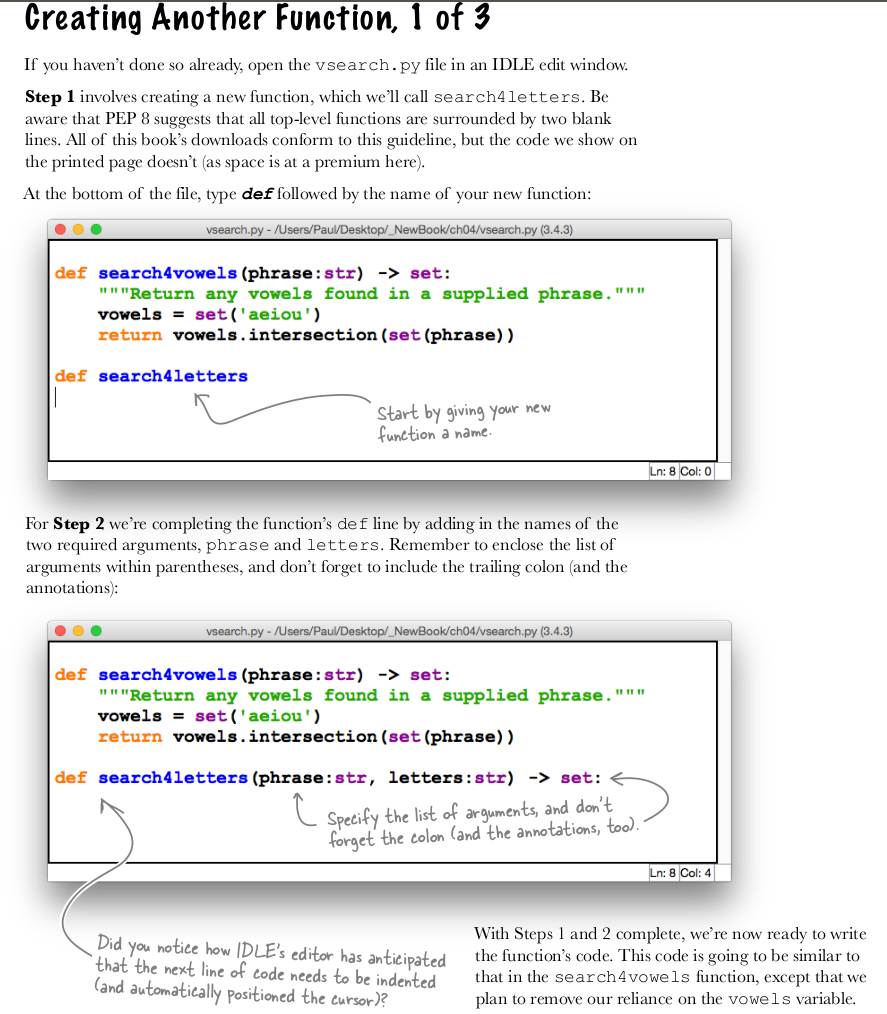 Creating Another Function, 1 of 3
If you haven't done so already, open the vsearch.py file in an IDLE edit window.
Step 1 involves creating a new function, which we'll call search4letters. Be
aware that PEP 8 suggests that all top-level functions are surrounded by two blank
lines. All of this book's downloads conform to this guideline, but the code we show on
the printed page doesn't (as space is at a premium here).
At the bottom of the file, type def followed by the name of your new function:
vsearch.py - /Users/Paul/Desktop/_NewBook/ch04/vsearch.py (3.4.3)
def search4vowels(phrase:str) -> set:
    """Return any vowels found in a supplied phrase."""
    vowels = set('aeiou')
    return vowels.intersection(set(phrase))
def search4letters
Start by giving your new
function a name.
Ln: 8 Col: 0
For Step 2 we're completing the function's def line by adding in the names of the
two required arguments, phrase and letters. Remember to enclose the list of
arguments within parentheses, and don't forget to include the trailing colon (and the
annotations):
vsearch.py - /Users/Paul/Desktop/_NewBook/ch04/vsearch.py (3.4.3)
def search4vowels(phrase:str) -> set:
    """Return any vowels found in a supplied phrase."""
    vowels = set('aeiou')
    return vowels.intersection(set(phrase))
def search4letters(phrase:str, letters:str) -> set:
Specify the list of arguments, and don't
forget the colon (and the annotations, too).
Ln: 8 Col: 4
Did you notice how IDLE's editor has anticipated
that the next line of code needs to be indented
(and automatically positioned the cursor)?
With Steps 1 and 2 complete, we're now ready to write
the function's code. This code is going to be similar to
that in the search4vowels function, except that we
plan to remove our reliance on the vowels variable.